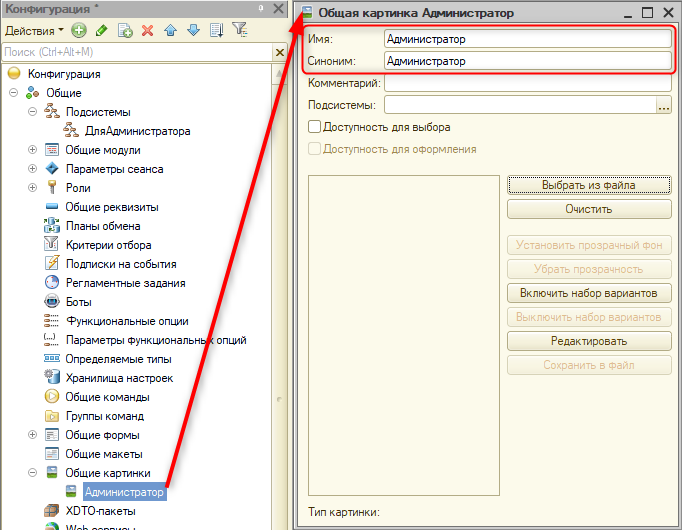 Конфигурация *
Действия
Поиск (Ctrl+Alt+M)
Конфигурация
Общие
Подсистемы
ДляАдминистратора
Общие модули
Параметры сеанса
Роли
Общие реквизиты
Планы обмена
Критерии отбора
Подписки на события
Регламентные задания
Боты
Функциональные опции
Параметры функциональных опций
Определяемые типы
Хранилища настроек
Общие команды
Группы команд
Общие формы
Общие макеты
Общие картинки
Администратор
XDTO-пакеты
Web-сервисы
Общая картинка Администратор
Имя: Администратор
Синоним: Администратор
Комментарий:
Подсистемы: ...
Доступность для выбора
Доступность для оформления
Выбрать из файла
Очистить
Установить прозрачный фон
Убрать прозрачность
Включить набор вариантов
Выключить набор вариантов
Редактировать
Сохранить в файл
Тип картинки: